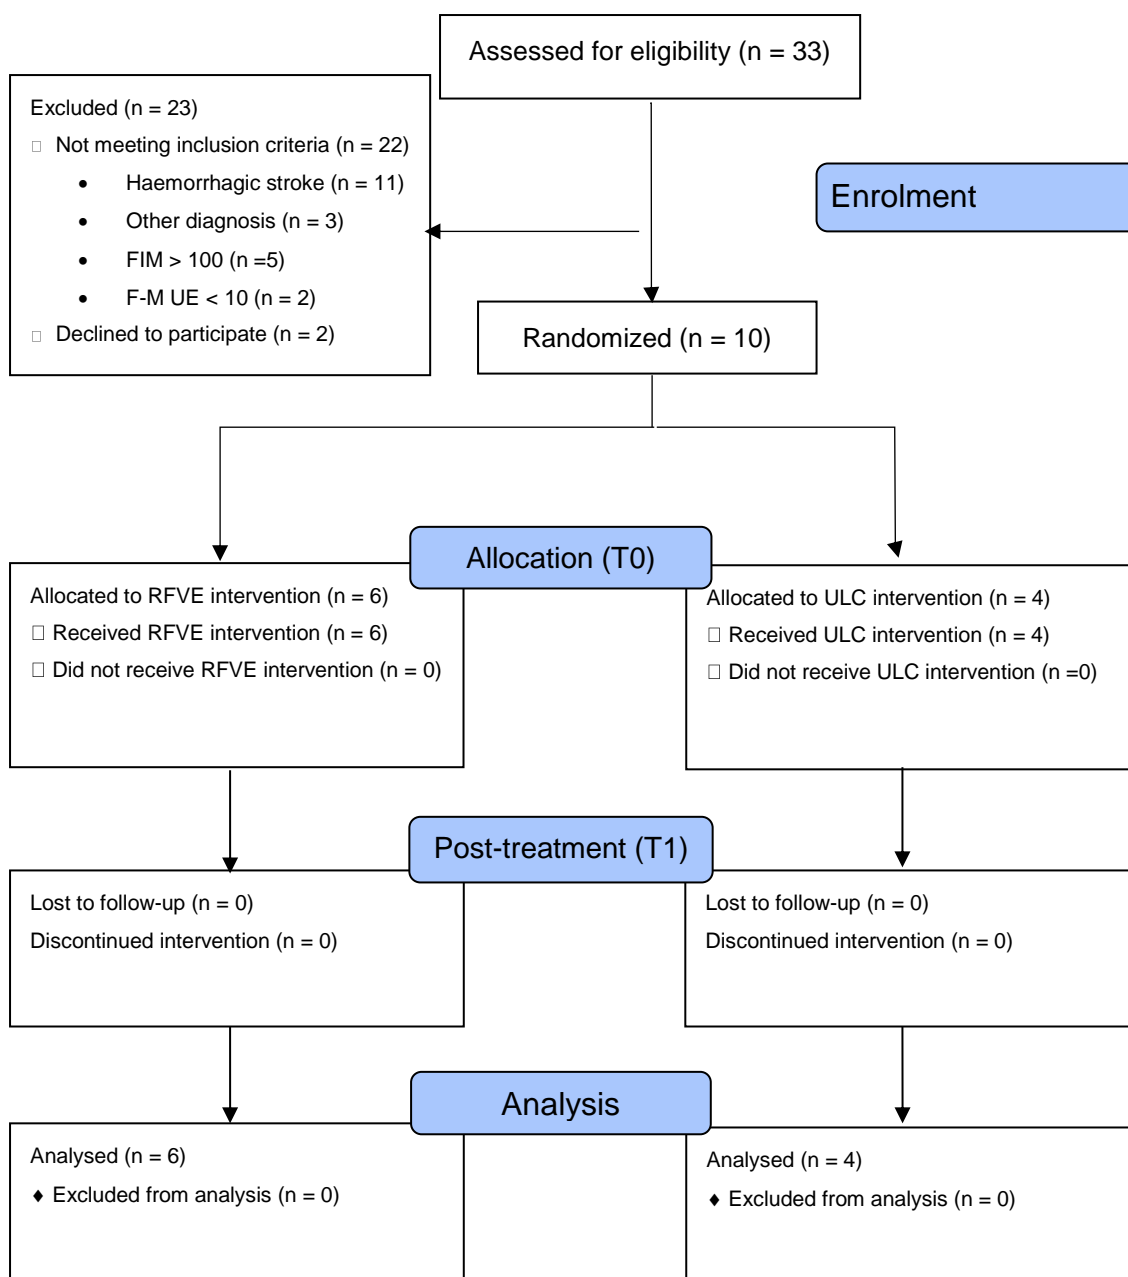 Assessed for eligibility (n = 33)
Excluded (n = 23)
□ Not meeting inclusion criteria (n = 22)
• Haemorrhagic stroke (n = 11)
• Other diagnosis (n = 3)
• FIM > 100 (n =5)
• F-M UE < 10 (n = 2)
□ Declined to participate (n = 2)
Enrolment
Randomized (n = 10)
Allocation (T0)
Allocated to RFVE intervention (n = 6)
□ Received RFVE intervention (n = 6)
□ Did not receive RFVE intervention (n = 0)
Allocated to ULC intervention (n = 4)
□ Received ULC intervention (n = 4)
□ Did not receive ULC intervention (n =0)
Post-treatment (T1)
Lost to follow-up (n = 0)
Discontinued intervention (n = 0)
Lost to follow-up (n = 0)
Discontinued intervention (n = 0)
Analysis
Analysed (n = 6)
♦ Excluded from analysis (n = 0)
Analysed (n = 4)
♦ Excluded from analysis (n = 0)